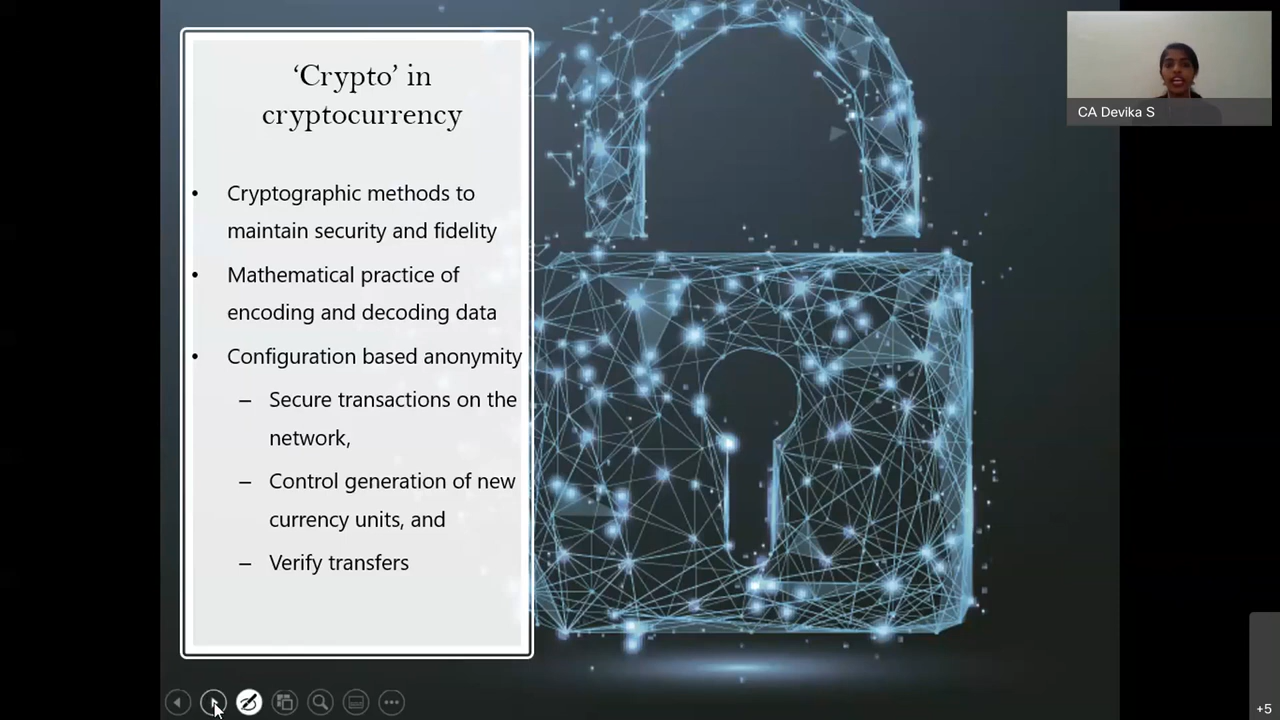 ‘Crypto’ in
cryptocurrency
• Cryptographic methods to
maintain security and fidelity
• Mathematical practice of
encoding and decoding data
• Configuration based anonymity
– Secure transactions on the
network,
– Control generation of new
currency units, and
– Verify transfers
CA Devika S
+5